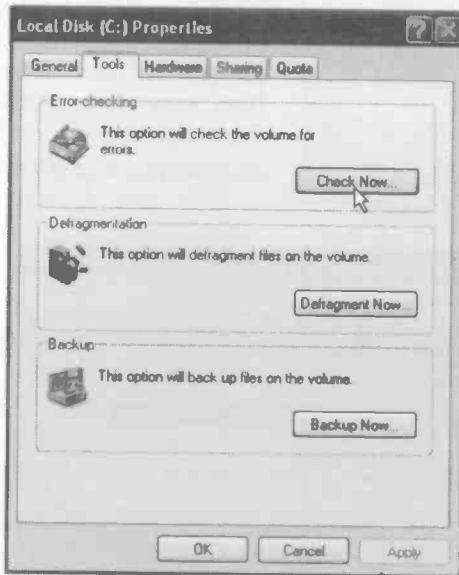 Local Disk (C:) Properties
General Tools Hardware Sharing Quota
Error-checking
This option will check the volume for
errors.
Check Now...
Defragmentation
This option will defragment files on the volume.
Defragment Now...
Backup
This option will back up files on the volume.
Backup Now...
OK Cancel Apply